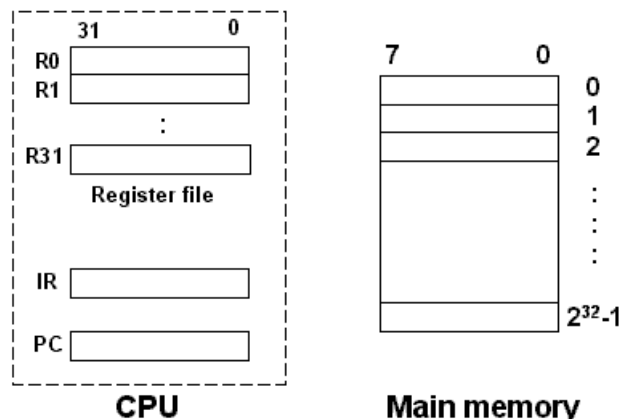 31 0
R0
R1
:
R31
Register file
IR
PC
CPU
7 0
0
1
2
:
:
:
2³²-1
Main memory